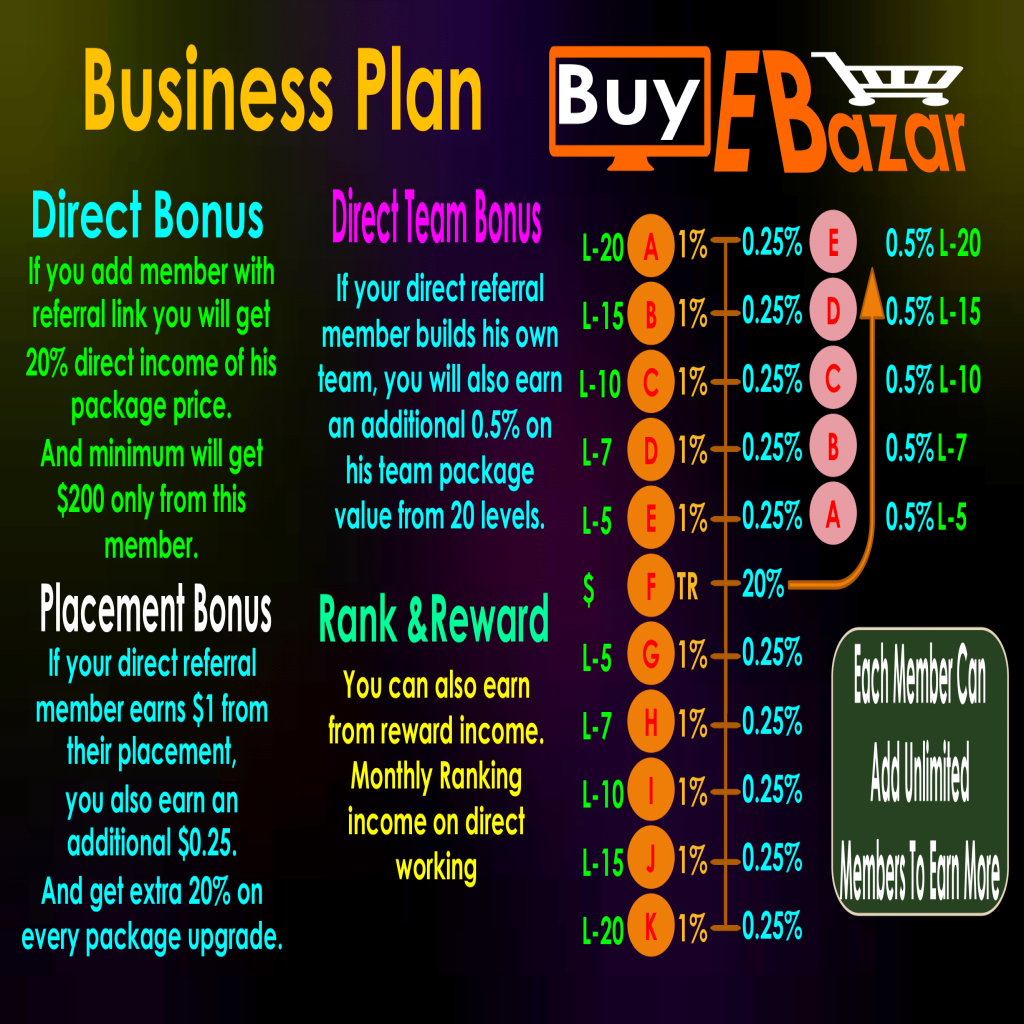 Business Plan
Buy EBazar
Direct Bonus
If you add member with
referral link you will get
20% direct income of his
package price.
And minimum will get
$200 only from this
member.
Placement Bonus
If your direct referral
member earns $1 from
their placement,
you also earn an
additional $0.25.
And get extra 20% on
every package upgrade.
Direct Team Bonus
If your direct referral
member builds his own
team, you will also earn
an additional 0.5% on
his team package
value from 20 levels.
Rank &Reward
You can also earn
from reward income.
Monthly Ranking
income on direct
working
L-20 A 1% 0.25% E 0.5% L-20
L-15 B 1% 0.25% D 0.5% L-15
L-10 C 1% 0.25% C 0.5% L-10
L-7 D 1% 0.25% B 0.5% L-7
L-5 E 1% 0.25% A 0.5% L-5
$ F TR 20%
L-5 G 1% 0.25%
L-7 H 1% 0.25%
L-10 I 1% 0.25%
L-15 J 1% 0.25%
L-20 K 1% 0.25%
Each Member Can
Add Unlimited
Members To Earn More